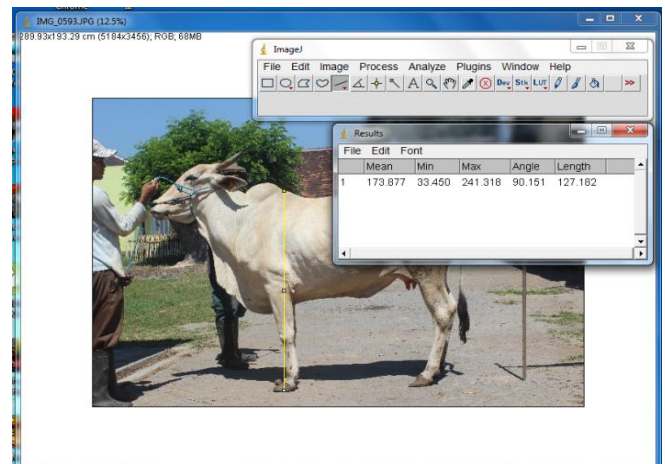 IMG_0593.JPG (12.5%)
289.93x193.29 cm (5184x3456); RGB; 68MB
ImageJ
File Edit Image Process Analyze Plugins Window Help
A Dev Stk LUT >>
Results
File Edit Font
Mean Min Max Angle Length
1 173.877 33.450 241.318 90.151 127.182